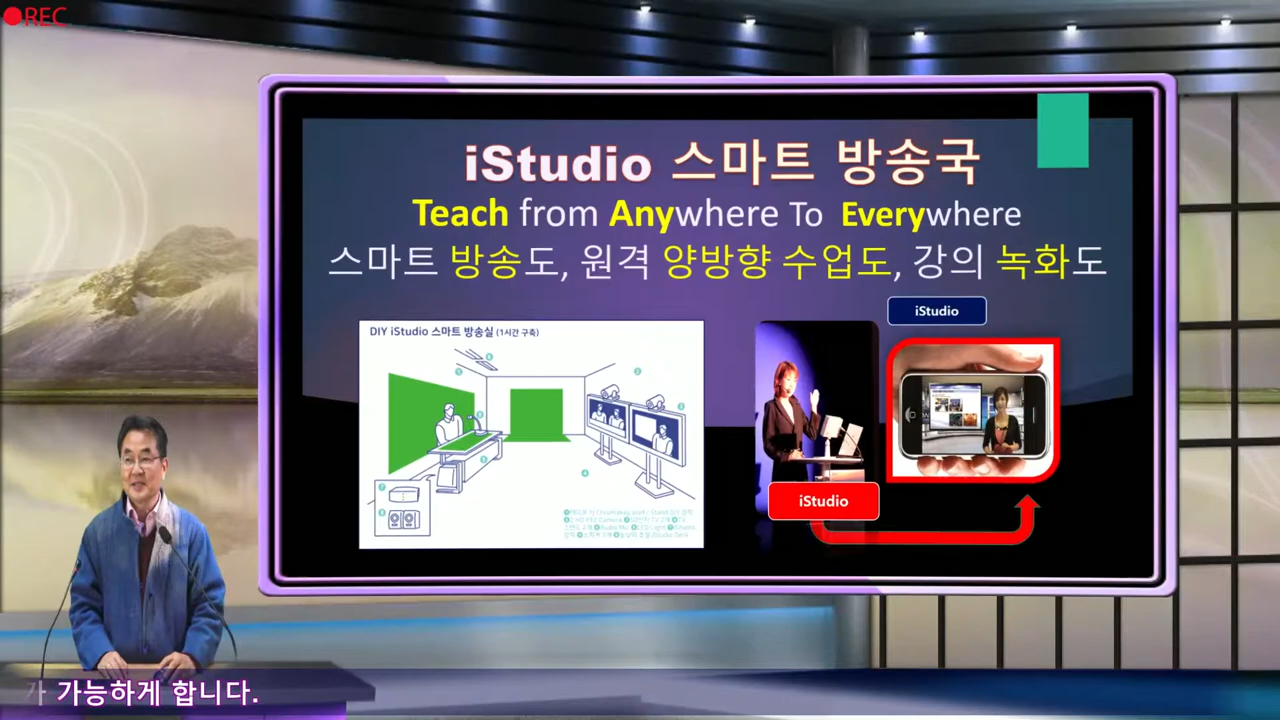 REC
iStudio 스마트 방송국
Teach from Anywhere To Everywhere
스마트 방송도, 원격 양방향 수업도, 강의 녹화도
iStudio
DIY iStudio 스마트 방송실 (1시간 구축)
iStudio
가능하게 합니다.